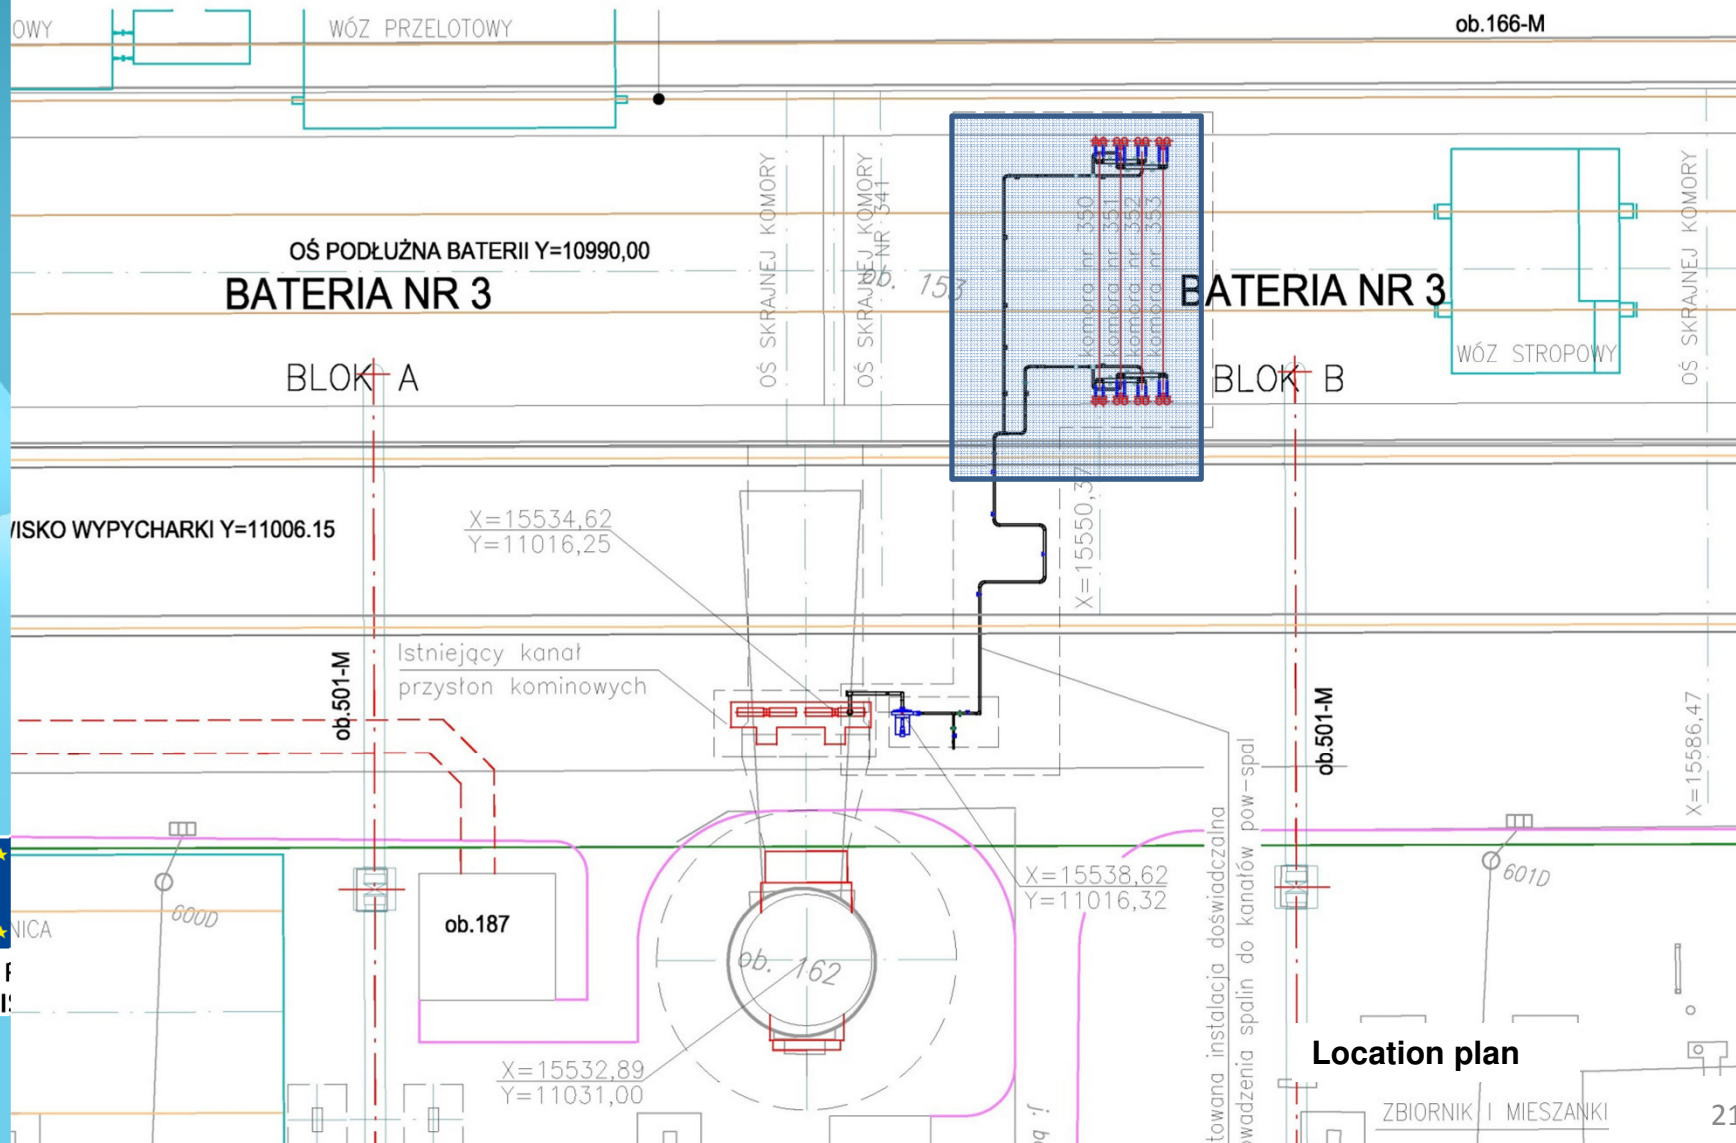 OWY
WÓZ PRZELOTOWY
ob.166-M
OŚ SKRAJNEJ KOMORY
OŚ SKRAJNEJ KOMORY
NR 341
ob. 153
komora nr 350
komora nr 351
komora nr 352
komora nr 353
OŚ SKRAJNEJ KOMORY
OŚ PODŁUŻNA BATERII Y=10990,00
BATERIA NR 3
BATERIA NR 3
WÓZ STROPOWY
BLOK A
BLOK B
X=15534,62
Y=11016,25
X=15550,37
ISKO WYPYCHARKI Y=11006.15
Istniejący kanał
przysłon kominowych
ob.501-M
ob.501-M
X=15586,47
X=15538,62
Y=11016,32
towana instalacja doświadczalna
wadzenia spalin do kanałów pow-spal
600D
601D
NICA
ob.187
ob. 162
X=15532,89
Y=11031,00
Location plan
ZBIORNIK I MIESZANKI
21